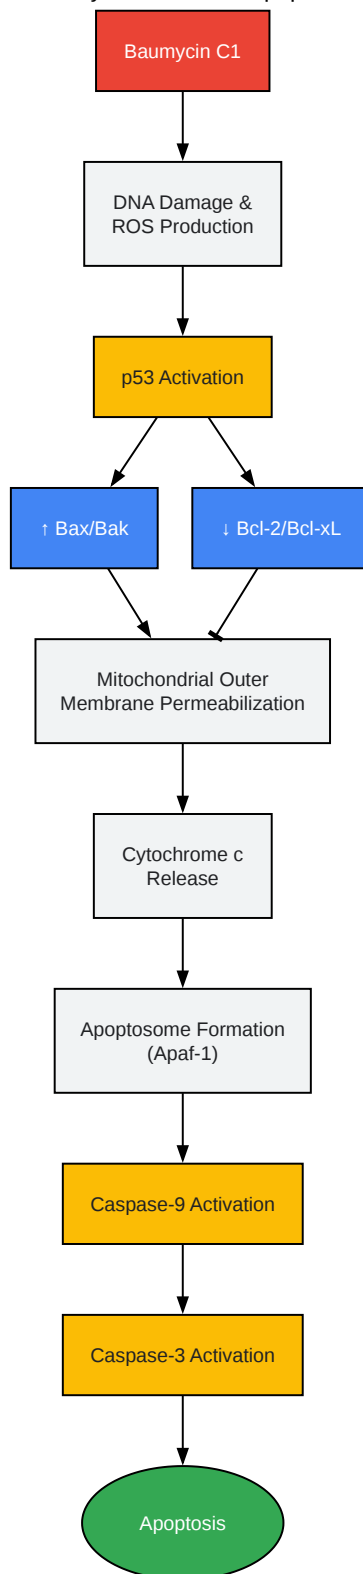 Baumycin C1
DNA Damage &
ROS Production
p53 Activation
↑ Bax/Bak
↓ Bcl-2/Bcl-xL
Mitochondrial Outer
Membrane Permeabilization
Cytochrome c
Release
Apoptosome Formation
(Apaf-1)
Caspase-9 Activation
Caspase-3 Activation
Apoptosis